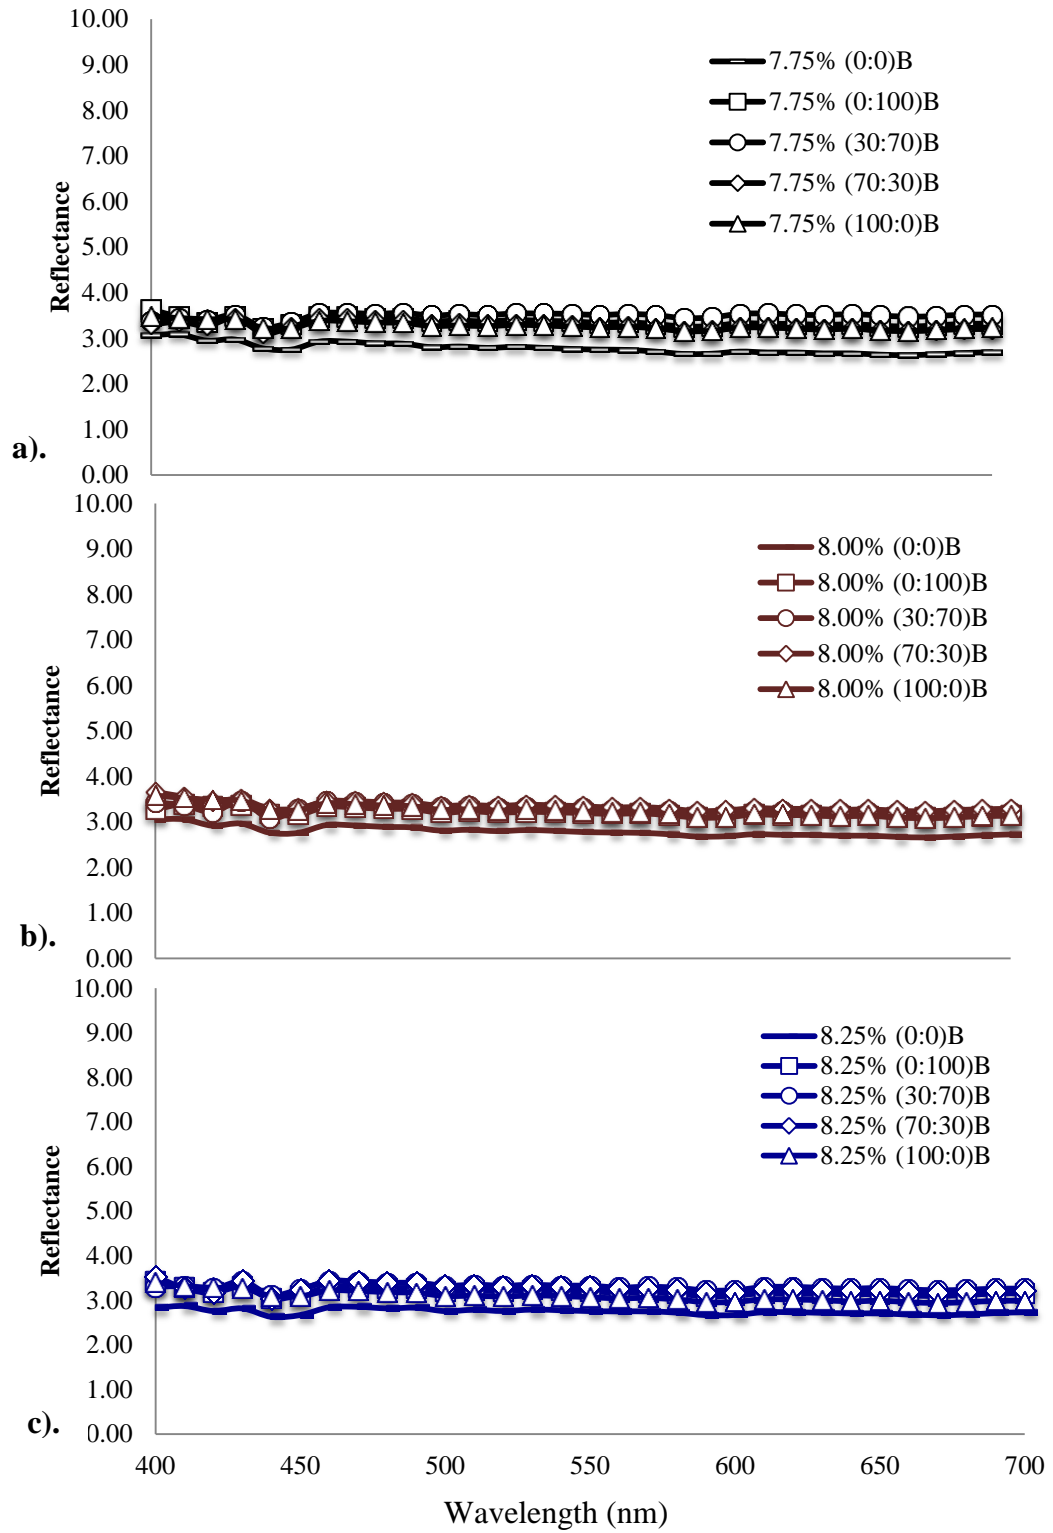 10.00
9.00
8.00
7.00
6.00
5.00
4.00
3.00
2.00
1.00
0.00
Reflectance
a).
7.75% (0:0)B
7.75% (0:100)B
7.75% (30:70)B
7.75% (70:30)B
7.75% (100:0)B
10.00
9.00
8.00
7.00
6.00
5.00
4.00
3.00
2.00
1.00
0.00
Reflectance
b).
8.00% (0:0)B
8.00% (0:100)B
8.00% (30:70)B
8.00% (70:30)B
8.00% (100:0)B
10.00
9.00
8.00
7.00
6.00
5.00
4.00
3.00
2.00
1.00
0.00
Reflectance
c).
8.25% (0:0)B
8.25% (0:100)B
8.25% (30:70)B
8.25% (70:30)B
8.25% (100:0)B
400 450 500 550 600 650 700
Wavelength (nm)